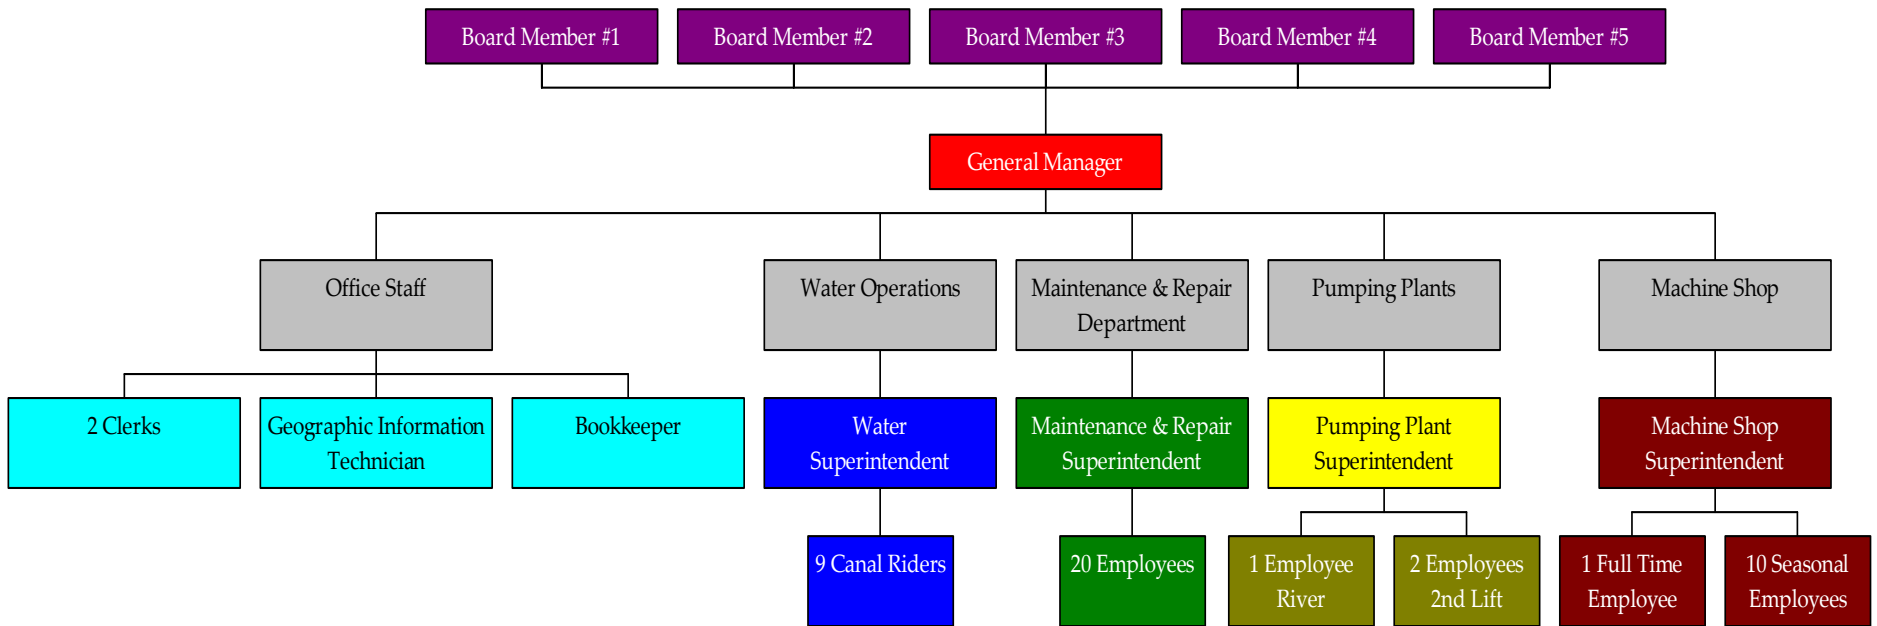 Board Member #1
Board Member #2
Board Member #3
Board Member #4
Board Member #5
General Manager
Office Staff
Water Operations
Maintenance & Repair
Department
Pumping Plants
Machine Shop
2 Clerks
Geographic Information
Technician
Bookkeeper
Water
Superintendent
Maintenance & Repair
Superintendent
Pumping Plant
Superintendent
Machine Shop
Superintendent
9 Canal Riders
20 Employees
1 Employee
River
2 Employees
2nd Lift
1 Full Time
Employee
10 Seasonal
Employees